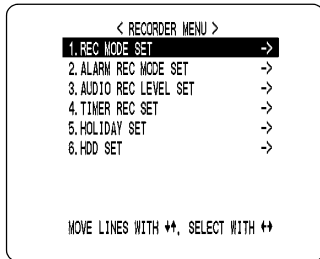 < RECORDER MENU >
1.REC MODE SET ->
2.ALARM REC MODE SET ->
3.AUDIO REC LEVEL SET ->
4.TIMER REC SET ->
5.HOLIDAY SET ->
6.HDD SET ->
MOVE LINES WITH ↓↑, SELECT WITH ↔